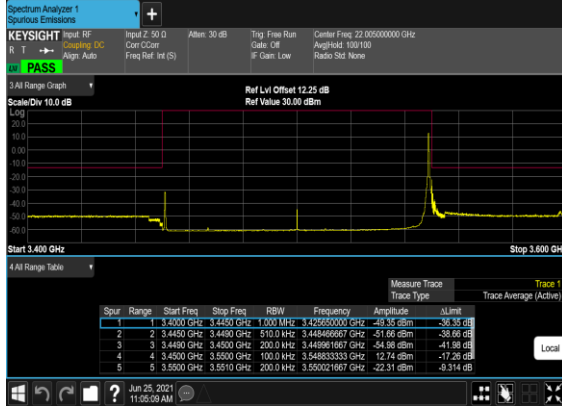 Spectrum Analyzer 1
Spurious Emissions
+
KEYSIGHT Input: RF
R T
Coupling: DC
Align: Auto
Input Z: 50 Ω
Corr CCorr
Freq Ref: Int (S)
Atten: 30 dB
Trig: Free Run
Gate: Off
IF Gain: Low
Center Freq: 22.005000000 GHz
Avg|Hold: 100/100
Radio Std: None
PASS
3 All Range Graph
Scale/Div 10.0 dB
Ref Lvl Offset 12.25 dB
Ref Value 30.00 dBm
Log
20.0
10.0
0.00
-10.0
-20.0
-30.0
-40.0
-50.0
-60.0
Start 3.400 GHz
Stop 3.600 GHz
4 All Range Table
Measure Trace Trace 1
Trace Type Trace Average (Active)
Spur Range Start Freq Stop Freq RBW Frequency Amplitude ΔLimit
1 1 3.4000 GHz 3.4450 GHz 1.000 MHz 3.425650000 GHz -49.35 dBm -36.35 dB
2 2 3.4450 GHz 3.4490 GHz 510.0 kHz 3.448466667 GHz -51.66 dBm -38.66 dB
3 3 3.4490 GHz 3.4500 GHz 200.0 kHz 3.449961667 GHz -54.98 dBm -41.98 dB
4 4 3.4500 GHz 3.5500 GHz 100.0 kHz 3.548833333 GHz 12.74 dBm -17.26 dB
5 5 3.5500 GHz 3.5510 GHz 200.0 kHz 3.550021667 GHz -22.31 dBm -9.314 dB
Local
?
Jun 25, 2021
11:05:09 AM